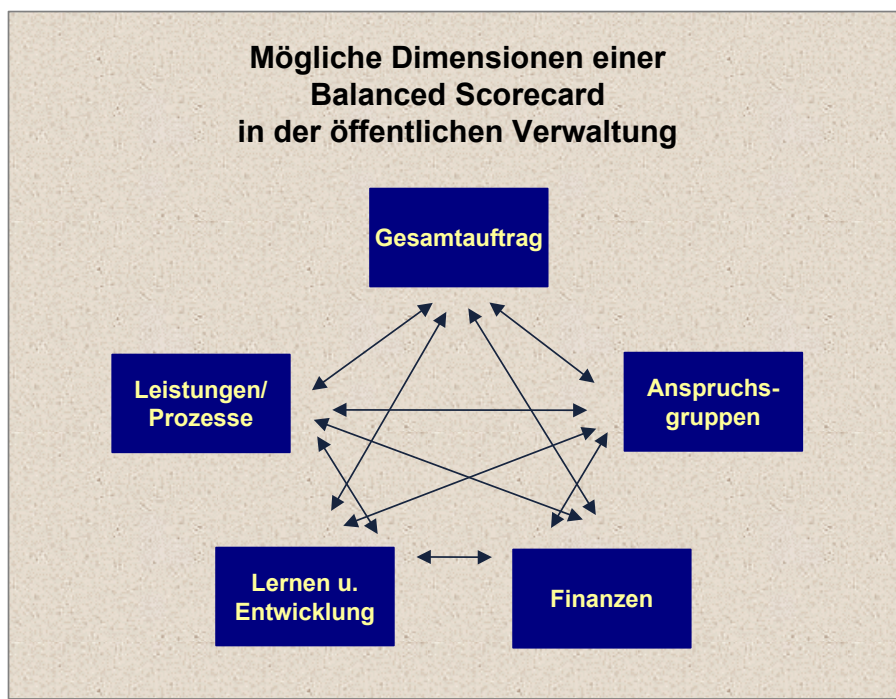 Mögliche Dimensionen einer
Balanced Scorecard
in der öffentlichen Verwaltung
Gesamtauftrag
Leistungen/
Prozesse
Anspruchs-
gruppen
Lernen u.
Entwicklung
Finanzen